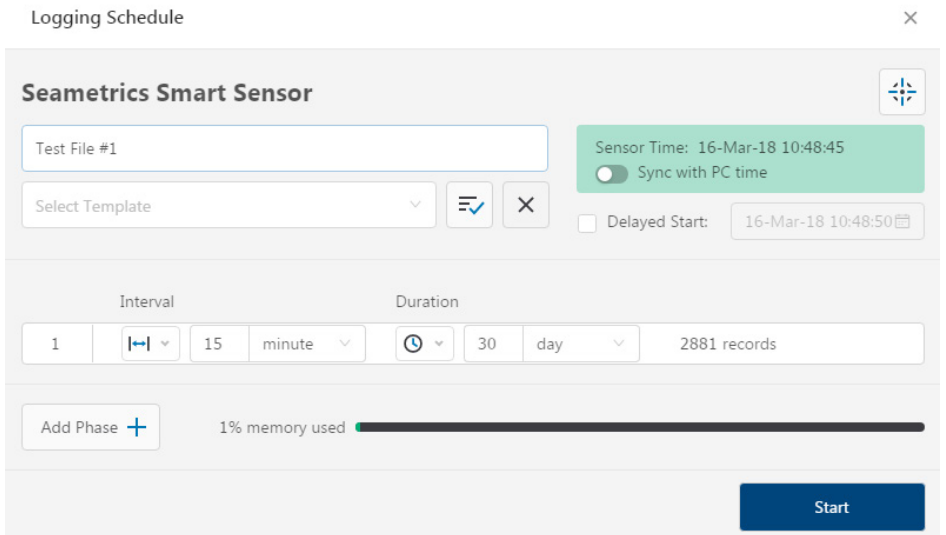 Logging Schedule
Seametrics Smart Sensor
Test File #1
Sensor Time: 16-Mar-18 10:48:45
Sync with PC time
Select Template
Delayed Start: 16-Mar-18 10:48:50
Interval Duration
1 15 minute 30 day 2881 records
Add Phase 1% memory used
Start